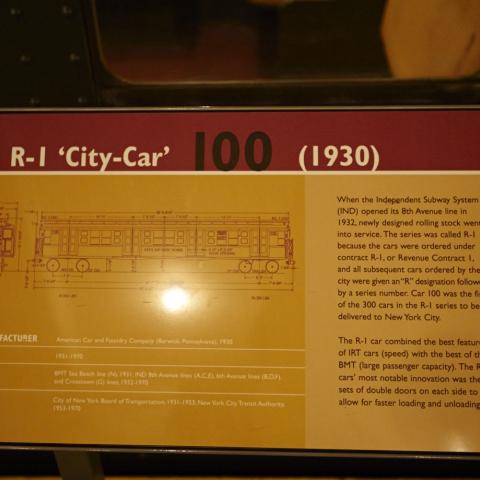 R-1 'City-Car' 100 (1930)
When the Independent Subway System
(IND) opened its 8th Avenue line in
1932, newly designed rolling stock went
into service. The series was called R-1
because the cars were ordered under
contract R-1, or Revenue Contract 1,
and all subsequent cars ordered by the
city were given an "R" designation
by a series number. Car 100 was the
of the 300 cars in the R-1 series to be
delivered to New York City.
The R-1 car combined the best
of IRT cars (speed) with the best of
BMT (large passenger capacity). The
cars' most notable innovation was the
sets of double doors on each side to
allow for faster loading and unloading
American Car and Foundry Company (Berwick, Pennsylvania), 1930
1931-1970
BMT Sea Beach line (N), 1931; IND 8th Avenue lines (A,C,E), 6th Avenue lines (B,D,F),
and Crosstown (G) lines, 1932-1970
City of New York Board of Transportation, 1931-1953; New York City Transit Authority,
1953-1970